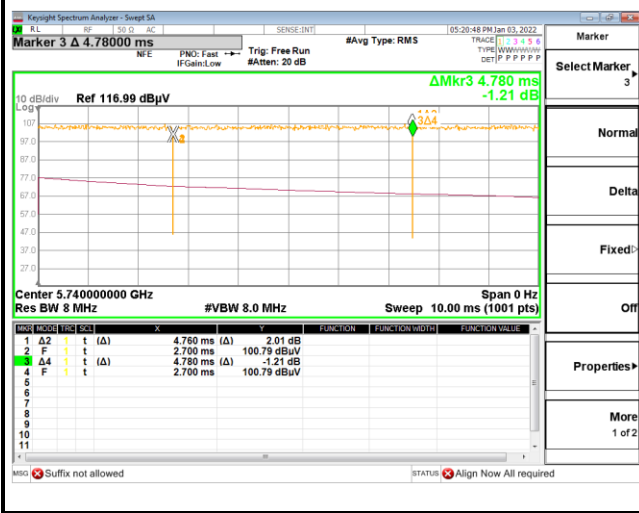 Keysight Spectrum Analyzer - Swept SA
RL RF 50 Ω AC SENSE:INT 05:20:48 PM Jan 03, 2022
Marker 3 Δ 4.78000 ms #Avg Type: RMS TRACE 1 2 3 4 5 6
NFE PNO: Fast Trig: Free Run TYPE
IFGain:Low #Atten: 20 dB DET P P P P P P
ΔMkr3 4.780 ms
-1.21 dB
10 dB/div Ref 116.99 dBµV
Log
107
97.0
87.0
77.0
67.0
57.0
47.0
37.0
27.0
3Δ4
Center 5.740000000 GHz Span 0 Hz
Res BW 8 MHz #VBW 8.0 MHz Sweep 10.00 ms (1001 pts)
MKR MODE TRC SCL X Y FUNCTION FUNCTION WIDTH FUNCTION VALUE
1 Δ2 1 t (Δ) 4.760 ms (Δ) 2.01 dB
2 F 1 t 2.700 ms 100.79 dBµV
3 Δ4 1 t (Δ) 4.780 ms (Δ) -1.21 dB
4 F 1 t 2.700 ms 100.79 dBµV
5
6
7
8
9
10
11
MSG Suffix not allowed STATUS Align Now All required
Marker
Select Marker
3
Normal
Delta
Fixed
Off
Properties
More
1 of 2